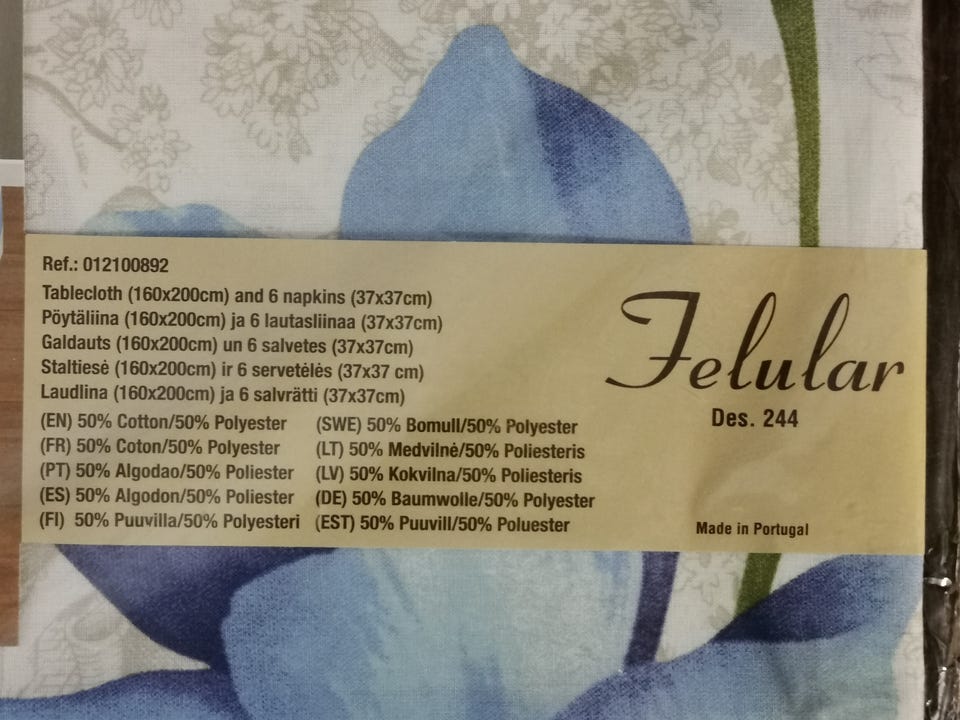 Ref.: 012100892
Tablecloth (160x200cm) and 6 napkins (37x37cm)
Pöytäliina (160x200cm) ja 6 lautasliinaa (37x37cm)
Galdauts (160x200cm) un 6 salvetes (37x37cm)
Staltiesė (160x200cm) ir 6 servetėlės (37x37 cm)
Laudlina (160x200cm) ja 6 salvrätti (37x37cm)
(EN) 50% Cotton/50% Polyester
(FR) 50% Coton/50% Polyester
(PT) 50% Algodao/50% Poliester
(ES) 50% Algodon/50% Poliester
(FI) 50% Puuvilla/50% Polyesteri
(SWE) 50% Bomull/50% Polyester
(LT) 50% Medvilnė/50% Poliesteris
(LV) 50% Kokvilna/50% Poliesteris
(DE) 50% Baumwolle/50% Polyester
(EST) 50% Puuvill/50% Poluester
Felular
Des. 244
Made in Portugal